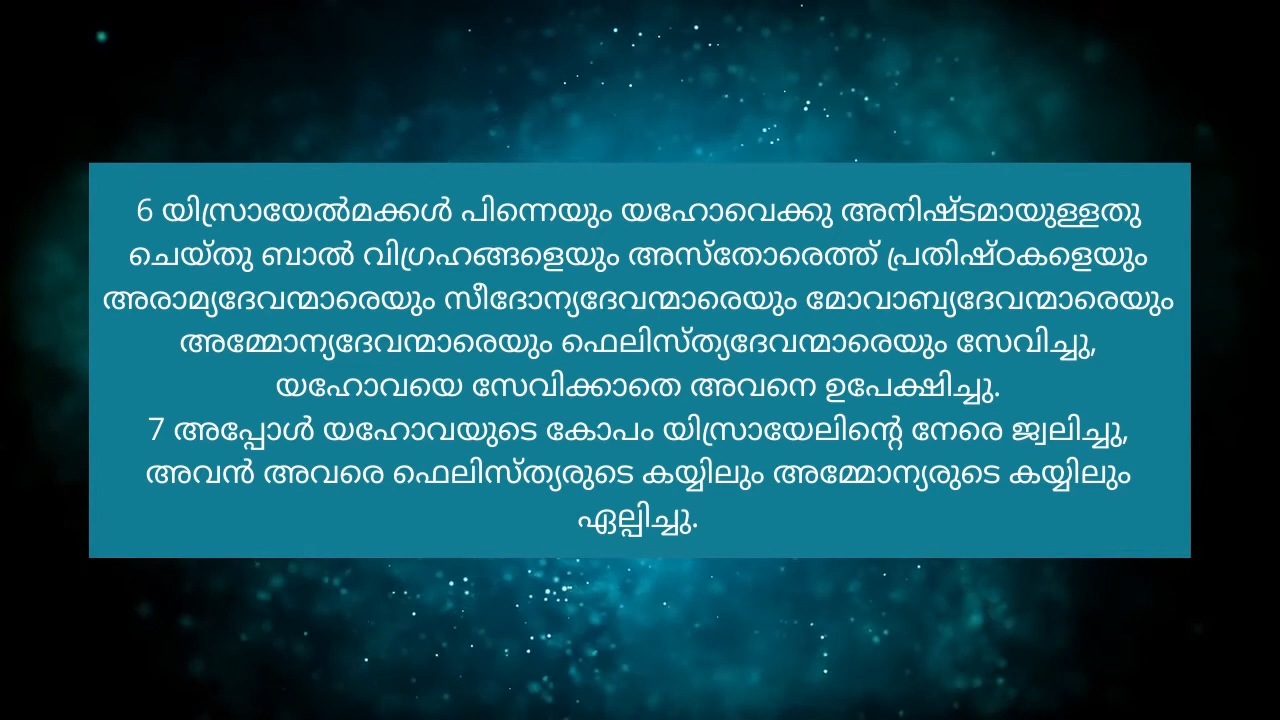 6 യിസ്രായേൽമക്കൾ പിന്നെയും യഹോവെക്കു അനിഷ്ടമായുള്ളതു
ചെയ്തു ബാൽ വിഗ്രഹങ്ങളെയും അസ്തോരെത്ത് പ്രതിഷ്ഠകളെയും
അരാമ്യദേവന്മാരെയും സീദോന്യദേവന്മാരെയും മോവാബ്യദേവന്മാരെയും
അമ്മോന്യദേവന്മാരെയും ഫെലിസ്ത്യദേവന്മാരെയും സേവിച്ചു,
യഹോവയെ സേവിക്കാതെ അവനെ ഉപേക്ഷിച്ചു.
7 അപ്പോൾ യഹോവയുടെ കോപം യിസ്രായേലിന്റെ നേരെ ജ്വലിച്ചു,
അവൻ അവരെ ഫെലിസ്ത്യരുടെ കയ്യിലും അമ്മോന്യരുടെ കയ്യിലും
ഏല്പിച്ചു.